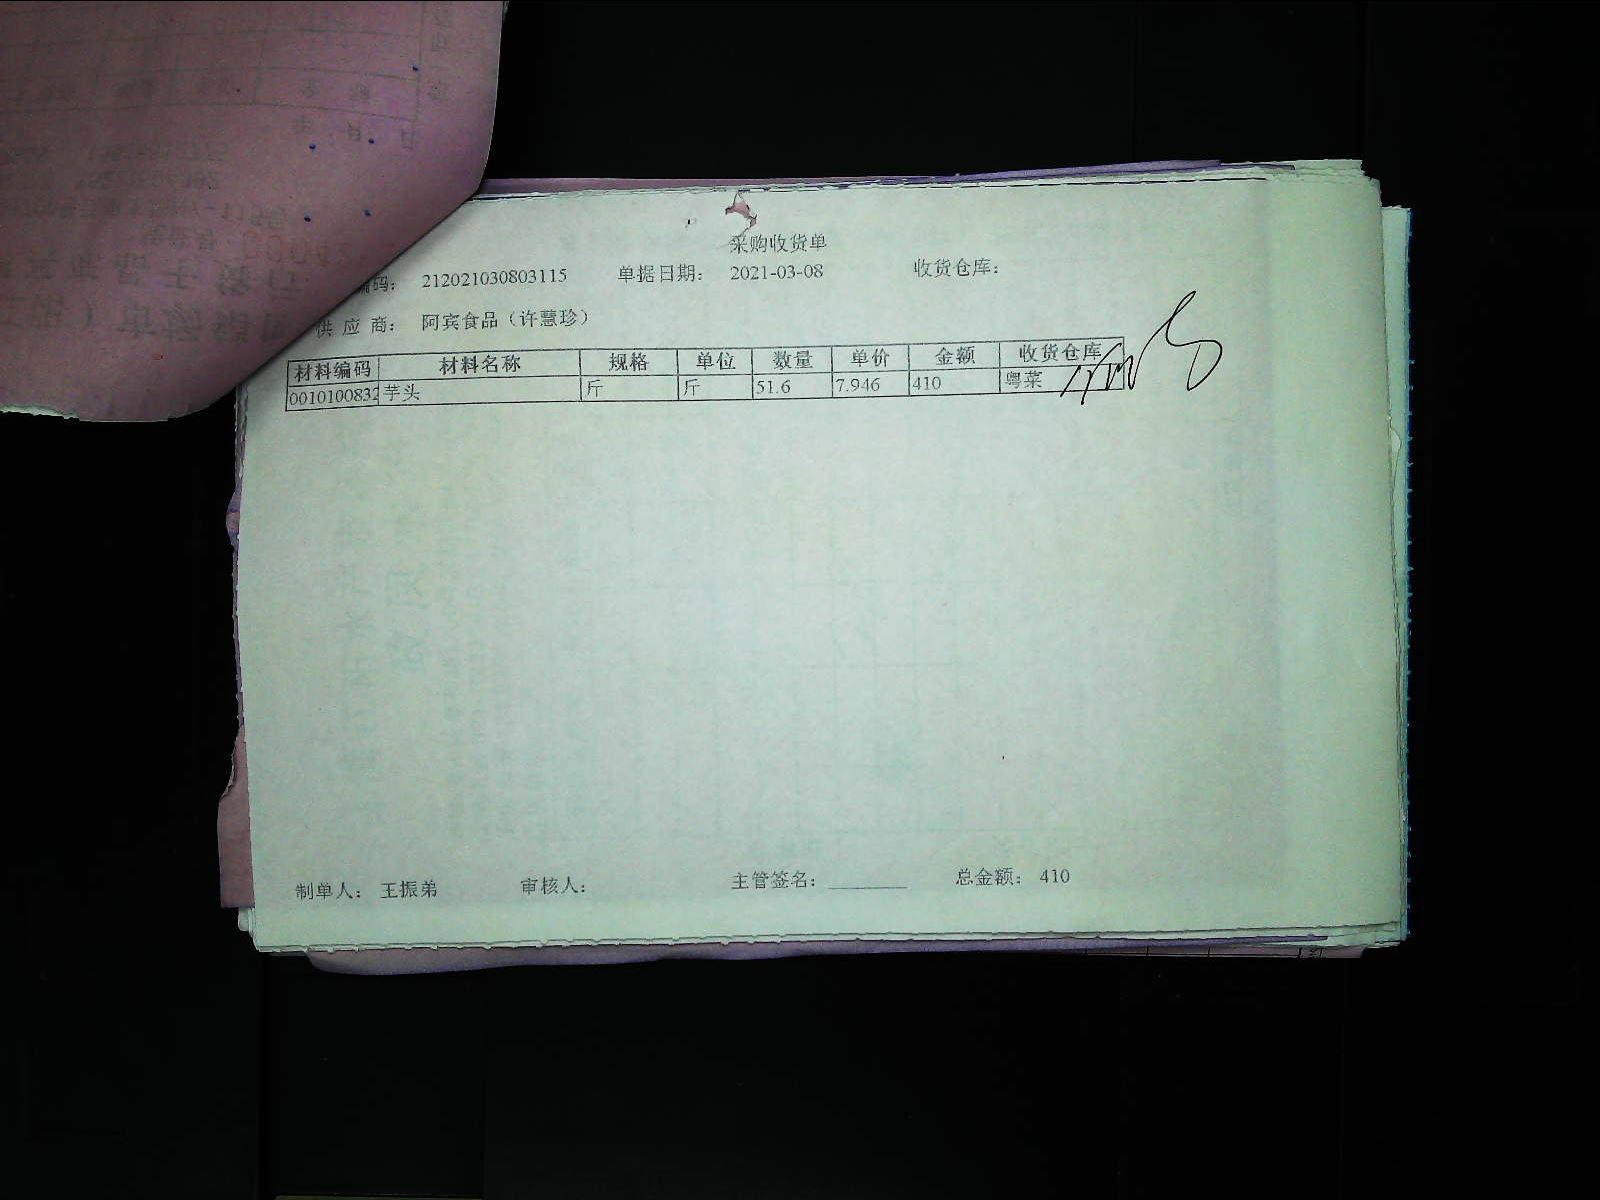 采购收货单
编码： 212021030803115 单据日期： 2021-03-08 收货仓库：
供 应 商： 阿宾食品（许慧珍）
材料编码 材料名称 规格 单位 数量 单价 金额 收货仓库
0010100832 芋头 斤 斤 51.6 7.946 410 粤菜
制单人： 王振弟 审核人： 主管签名： ________ 总金额： 410